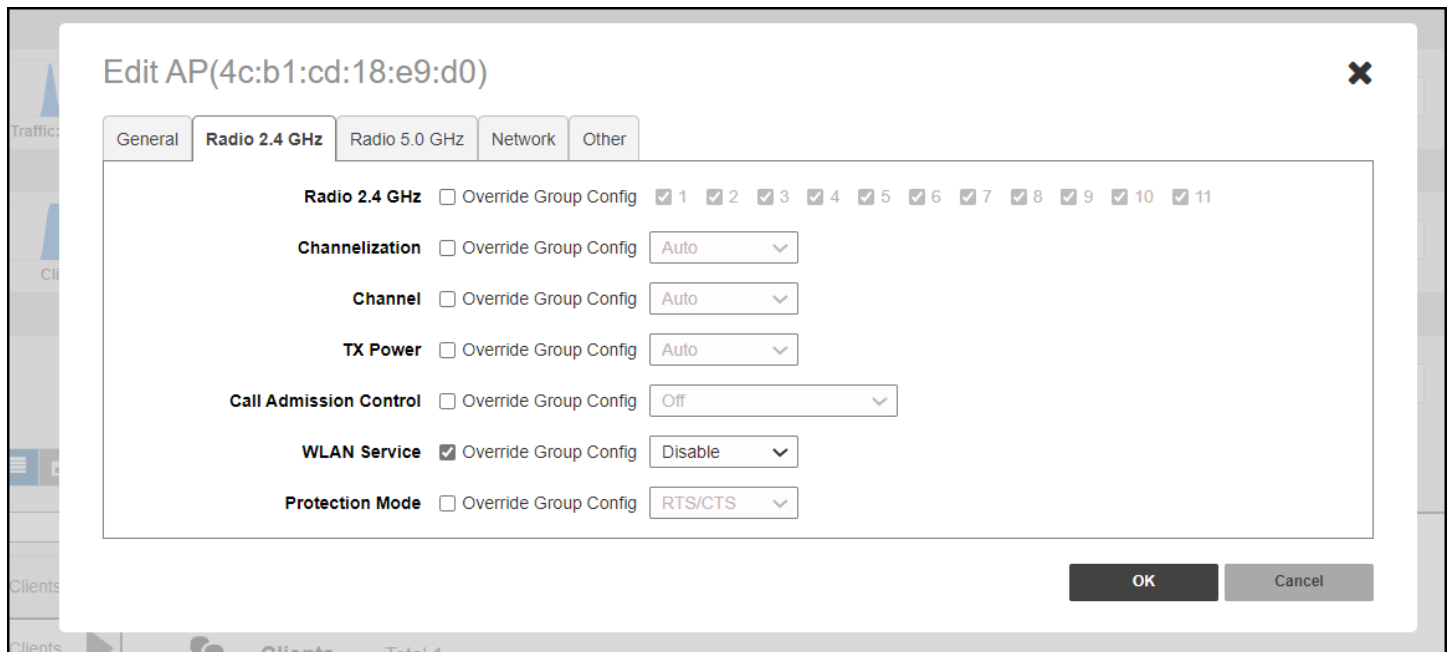 Edit AP(4c:b1:cd:18:e9:d0)
Traffic:
General Radio 2.4 GHz Radio 5.0 GHz Network Other
Radio 2.4 GHz Override Group Config 1 2 3 4 5 6 7 8 9 10 11
Channelization Override Group Config Auto
Cli
Channel Override Group Config Auto
TX Power Override Group Config Auto
Call Admission Control Override Group Config Off
WLAN Service Override Group Config Disable
Protection Mode Override Group Config RTS/CTS
OK Cancel
Clients
Clients Clients Total 1